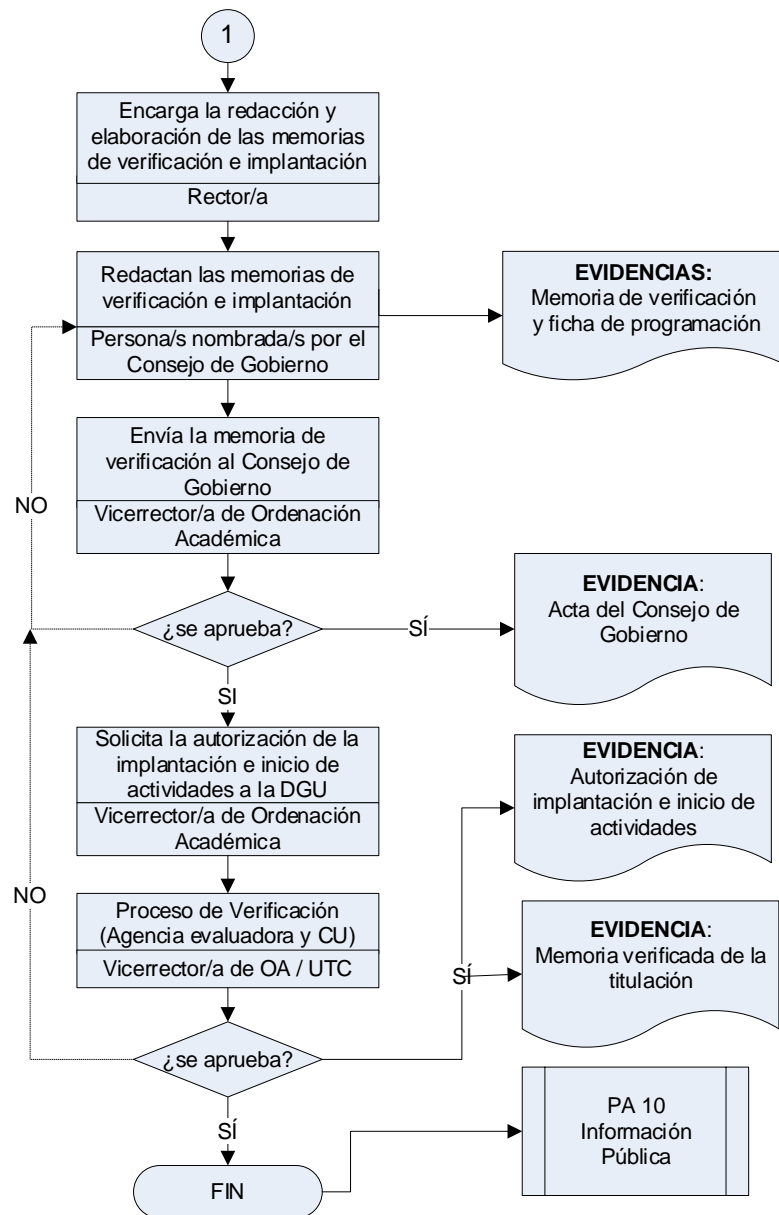 1
Encarga la redacción y
elaboración de las memorias
de verificación e implantación
Rector/a
Redactan las memorias de
verificación e implantación
Persona/s nombrada/s por el
Consejo de Gobierno
EVIDENCIAS:
Memoria de verificación
y ficha de programación
Envía la memoria de
verificación al Consejo de
Gobierno
Vicerrector/a de Ordenación
Académica
NO
¿se aprueba?
SÍ
EVIDENCIA:
Acta del Consejo de
Gobierno
SI
Solicita la autorización de la
implantación e inicio de
actividades a la DGU
Vicerrector/a de Ordenación
Académica
EVIDENCIA:
Autorización de
implantación e inicio de
actividades
NO
Proceso de Verificación
(Agencia evaluadora y CU)
Vicerrector/a de OA / UTC
SÍ
EVIDENCIA:
Memoria verificada de la
titulación
¿se aprueba?
SÍ
FIN
PA 10
Información
Pública